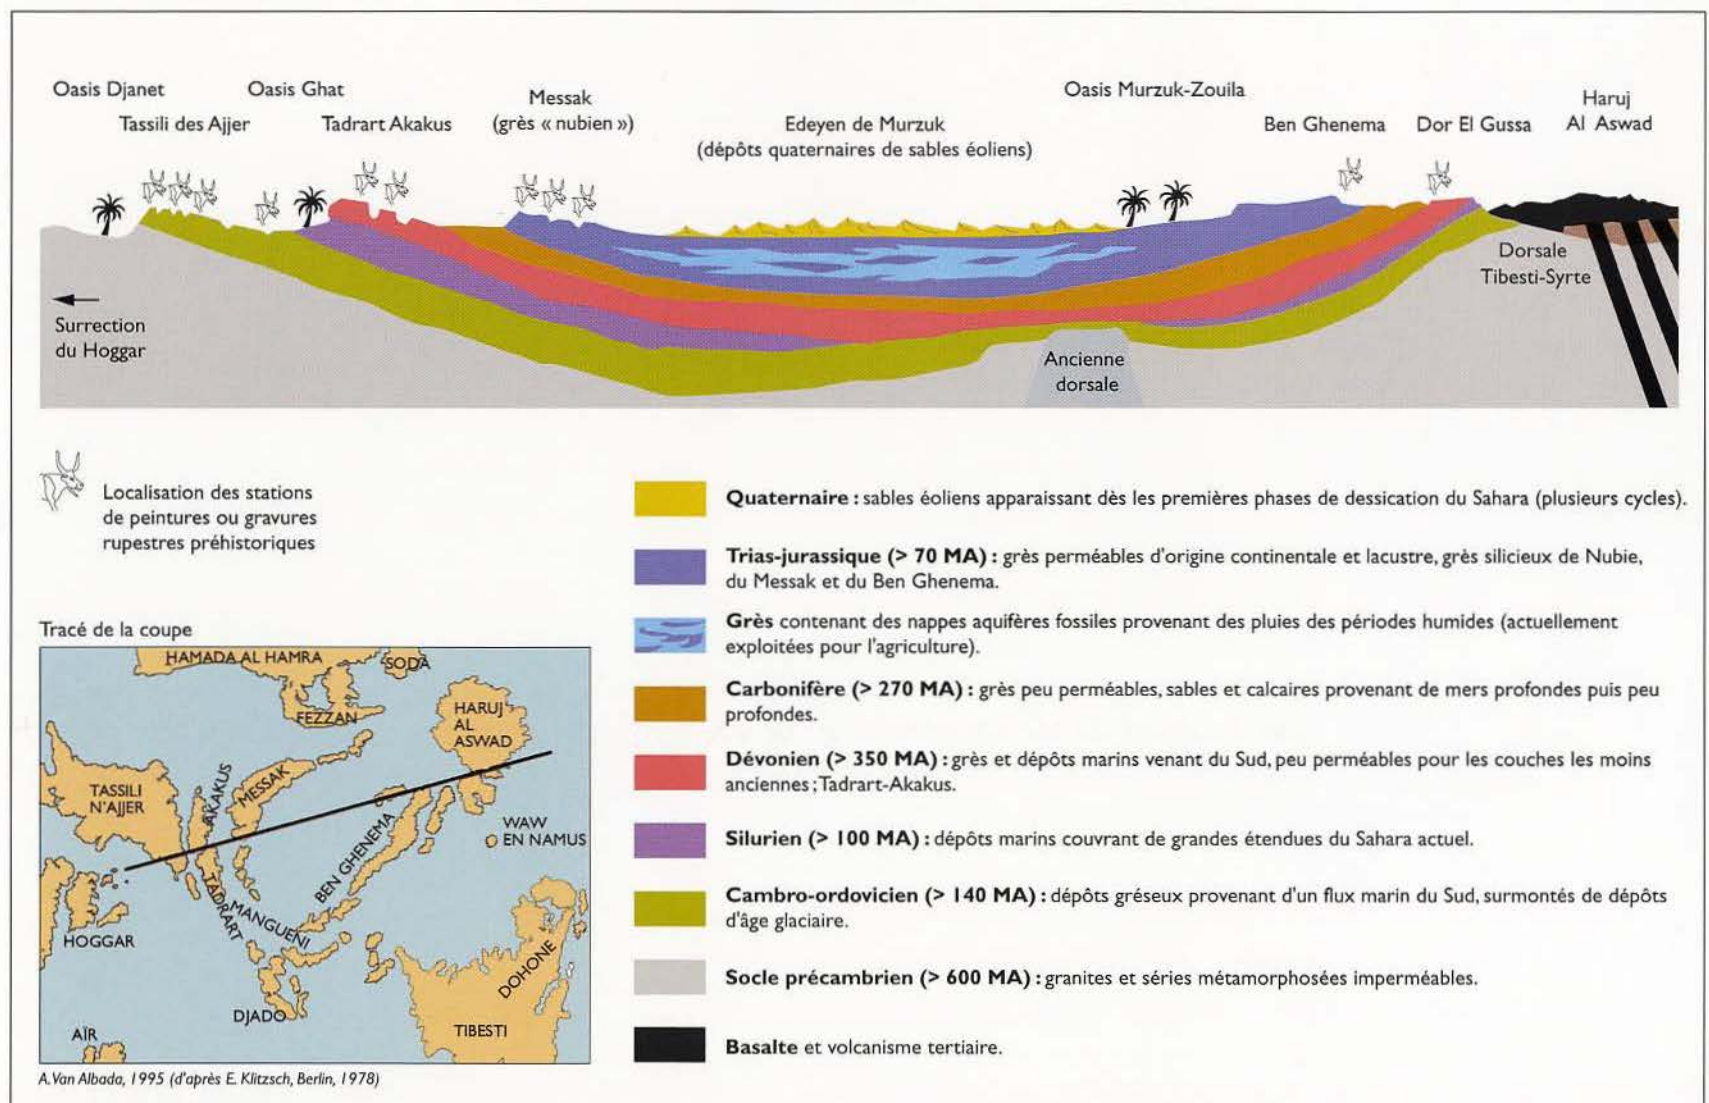 Oasis Djanet
Tassili des Ajjer
Oasis Ghat
Tadrart Akakus
Messak
(grès « nubien »)
Edeyen de Murzuk
(dépôts quaternaires de sables éoliens)
Oasis Murzuk-Zouila
Ben Ghenema
Dor El Gussa
Haruj
Al Aswad
Surrection
du Hoggar
Ancienne
dorsale
Dorsale
Tibesti-Syrte
Localisation des stations
de peintures ou gravures
rupestres préhistoriques
Quaternaire : sables éoliens apparaissant dès les premières phases de dessication du Sahara (plusieurs cycles).
Trias-jurassique (> 70 MA) : grès perméables d'origine continentale et lacustre, grès silicieux de Nubie,
du Messak et du Ben Ghenema.
Grès contenant des nappes aquifères fossiles provenant des pluies des périodes humides (actuellement
exploitées pour l'agriculture).
Carbonifère (> 270 MA) : grès peu perméables, sables et calcaires provenant de mers profondes puis peu
profondes.
Dévonien (> 350 MA) : grès et dépôts marins venant du Sud, peu perméables pour les couches les moins
anciennes ; Tadrart-Akakus.
Silurien (> 100 MA) : dépôts marins couvrant de grandes étendues du Sahara actuel.
Cambro-ordovicien (> 140 MA) : dépôts gréseux provenant d'un flux marin du Sud, surmontés de dépôts
d'âge glaciaire.
Socle précambrien (> 600 MA) : granites et séries métamorphosées imperméables.
Basalte et volcanisme tertiaire.
Tracé de la coupe
HAMADA AL HAMRA
SODA
FEZZAN
HARUJ
AL
ASWAD
TASSILI
N'AJJER
AKAKUS
MESSAK
WAW
EN NAMUS
BEN GHENEMA
TADRART
MANGUENI
HOGGAR
DOHONE
DJADO
TIBESTI
AÏR
A. Van Albada, 1995 (d'après E. Klitzsch, Berlin, 1978)